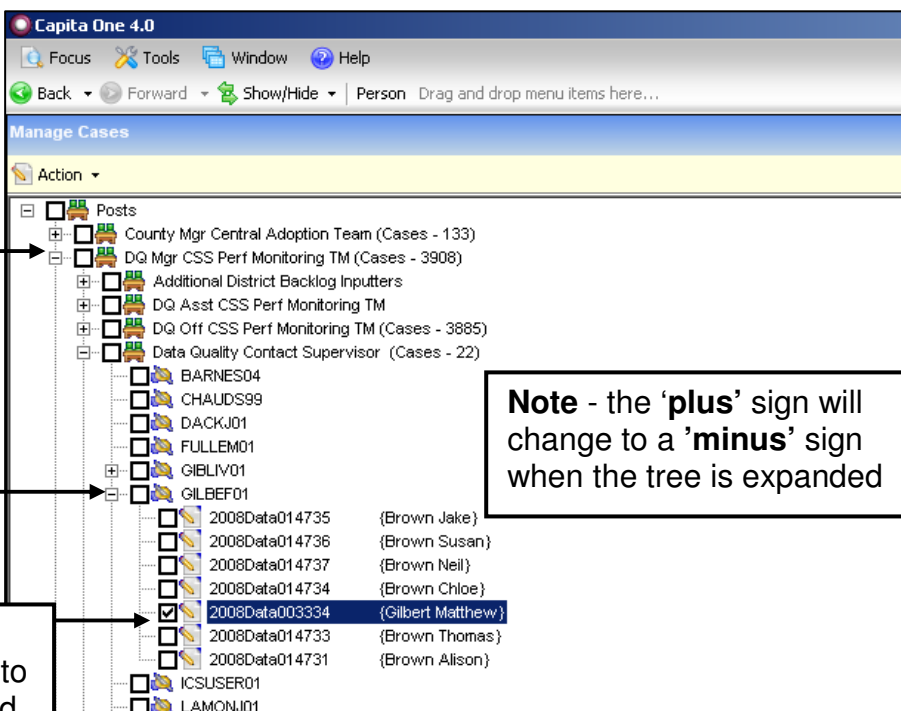 Capita One 4.0
Focus Tools Window Help
Back Forward Show/Hide Person Drag and drop menu items here...
Manage Cases
Action
Posts
County Mgr Central Adoption Team (Cases - 133)
DQ Mgr CSS Perf Monitoring TM (Cases - 3908)
Additional District Backlog Inputters
DQ Asst CSS Perf Monitoring TM
DQ Off CSS Perf Monitoring TM (Cases - 3885)
Data Quality Contact Supervisor (Cases - 22)
BARNES04
CHAUDS99
DACKJ01
FULLEM01
GIBLIV01
GILBEF01
2008Data014735 {Brown Jake}
2008Data014736 {Brown Susan}
2008Data014737 {Brown Neil}
2008Data014734 {Brown Chloe}
2008Data003334 {Gilbert Matthew}
2008Data014733 {Brown Thomas}
2008Data014731 {Brown Alison}
ICSUSER01
LAMONJ01
Note - the ‘plus’ sign will
change to a ’minus’ sign
when the tree is expanded
to